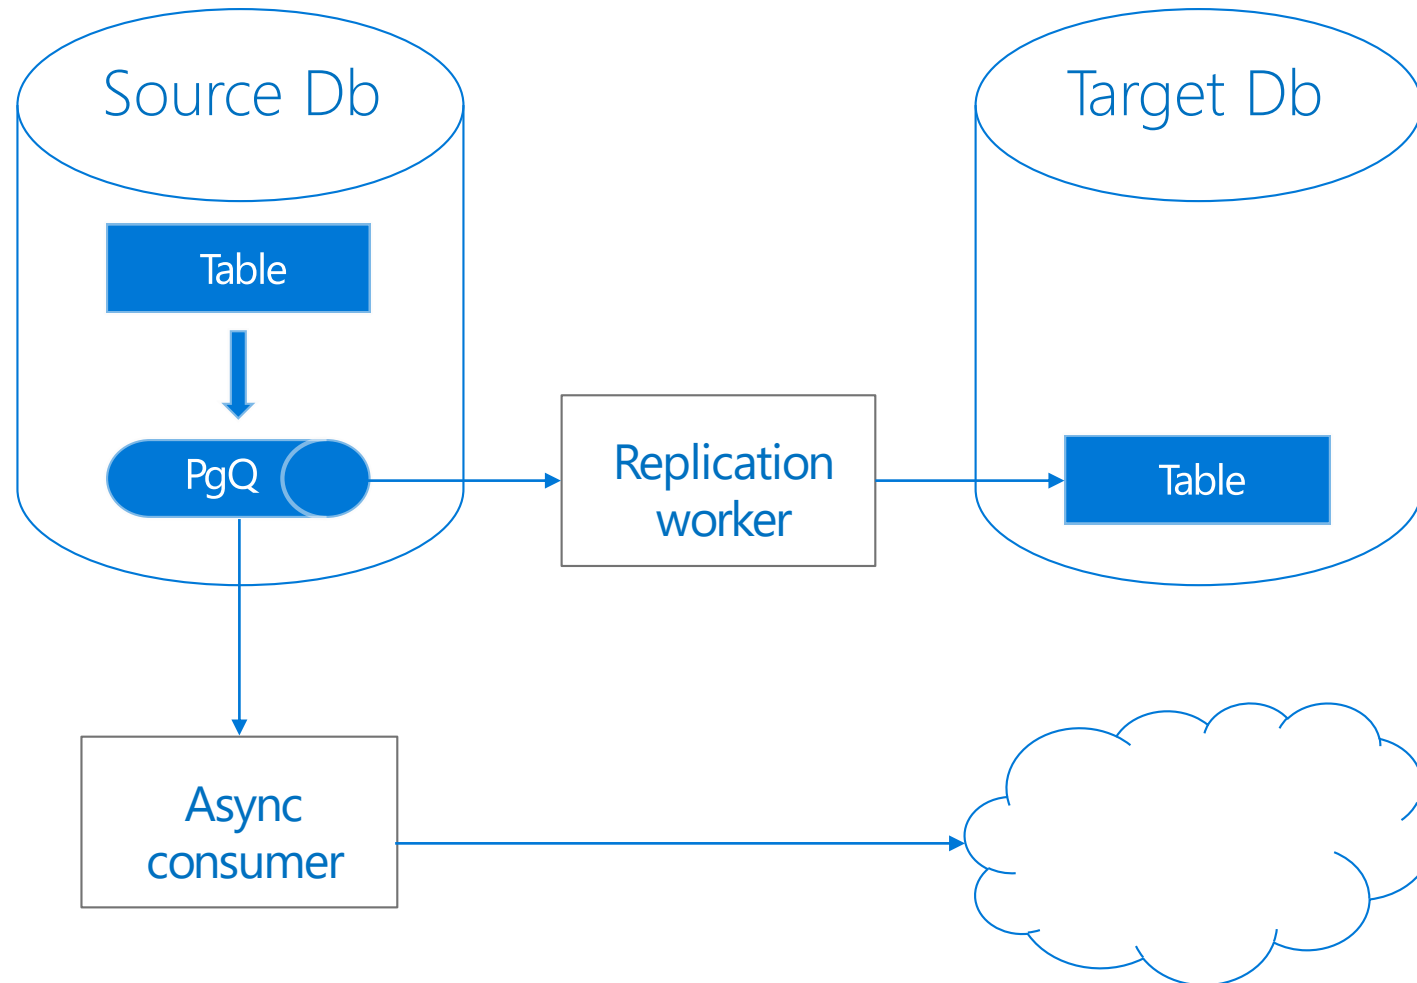 Source Db
Target Db
Table
PgQ
Replication
worker
Table
Async
consumer